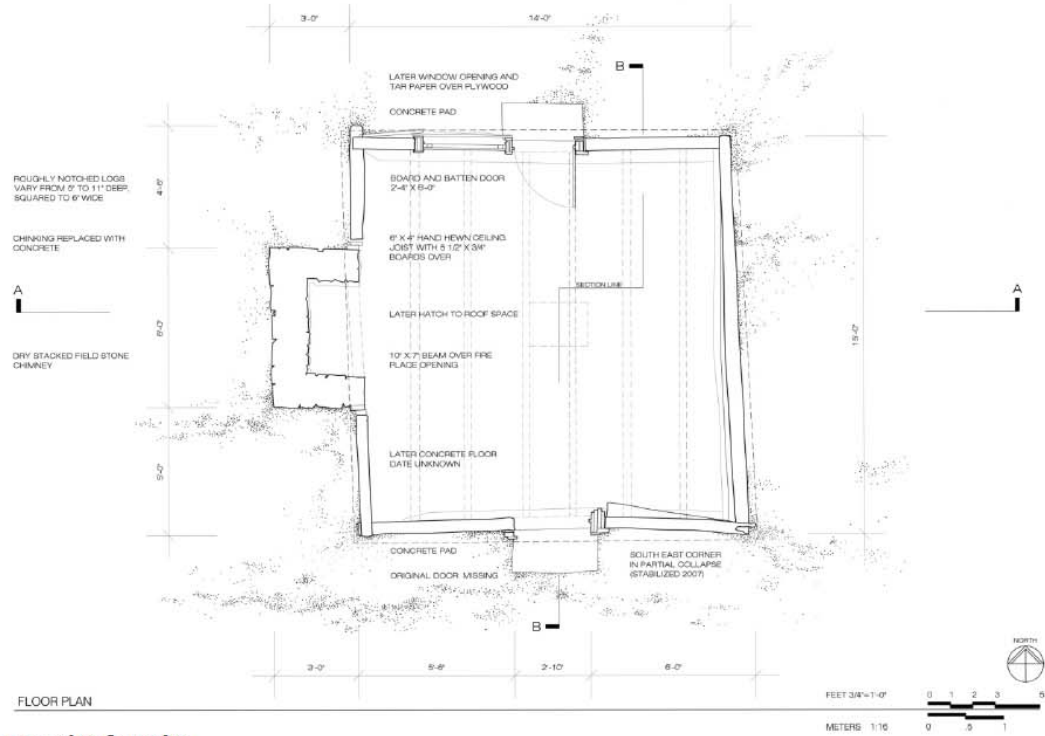 3'-0"
14'-0"
B
LATER WINDOW OPENING AND
TAR PAPER OVER PLYWOOD
CONCRETE PAD
ROUGHLY NOTCHED LOGS
VARY FROM 8" TO 11" DEEP,
SQUARED TO 6" WIDE
4'-6"
BOARD AND BATTEN DOOR
2'-4" X 6'-0"
CHINKING REPLACED WITH
CONCRETE
6" X 4" HAND HEWN CEILING
JOIST WITH 5 1/2" X 3/4"
BOARDS OVER
A
SECTION LINE
A
LATER HATCH TO ROOF SPACE
6'-0"
15'-0"
DRY STACKED FIELD STONE
CHIMNEY
10" X 7" BEAM OVER FIRE
PLACE OPENING
LATER CONCRETE FLOOR
DATE UNKNOWN
5'-0"
CONCRETE PAD
ORIGINAL DOOR MISSING
SOUTH EAST CORNER
IN PARTIAL COLLAPSE
(STABILIZED 2007)
B
3'-0"
5'-6"
2'-10"
6'-0"
NORTH
FLOOR PLAN
FEET 3/4"=1'-0"
0 1 2 3 5
METERS 1:16
0 .5 1